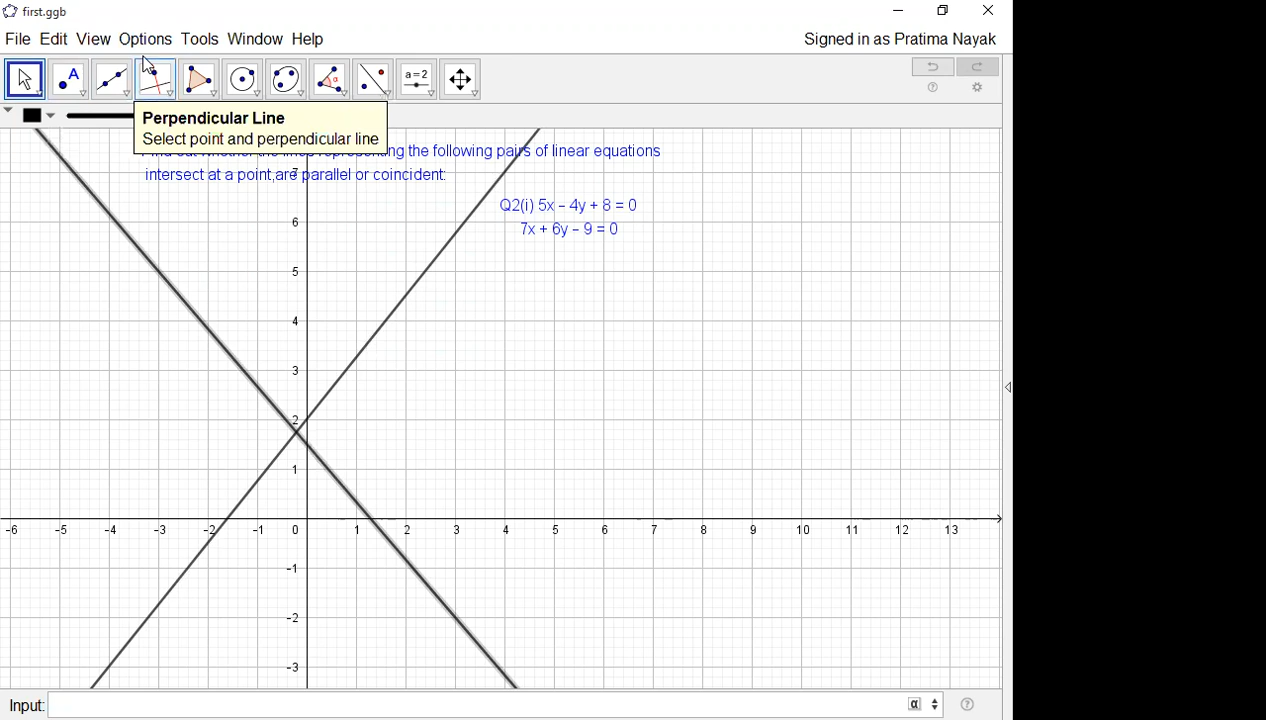 first.ggb
File Edit View Options Tools Window Help
Signed in as Pratima Nayak
A
α
a=2
Perpendicular Line
Select point and perpendicular line
representing the following pairs of linear equations
intersect at a point,are parallel or coincident:
Q2(i) 5x – 4y + 8 = 0
7x + 6y – 9 = 0
7
6
5
4
3
2
1
-6 -5 -4 -3 -2 -1 0 1 2 3 4 5 6 7 8 9 10 11 12 13
-1
-2
-3
Input:
α